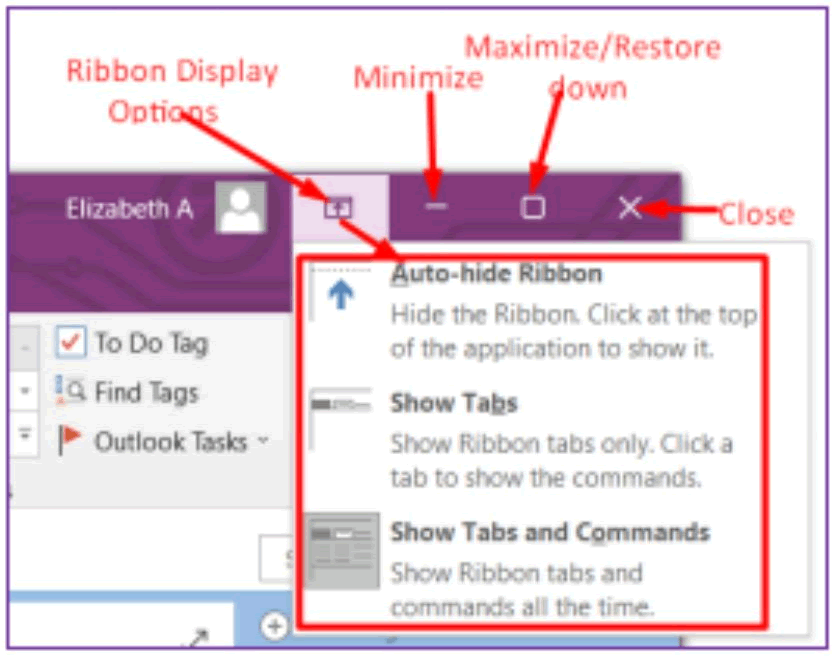 Ribbon Display
Options
Minimize
Maximize/Restore
down
Elizabeth A
Close
Auto-hide Ribbon
Hide the Ribbon. Click at the top
of the application to show it.
To Do Tag
Find Tags
Outlook Tasks
Show Tabs
Show Ribbon tabs only. Click a
tab to show the commands.
Show Tabs and Commands
Show Ribbon tabs and
commands all the time.